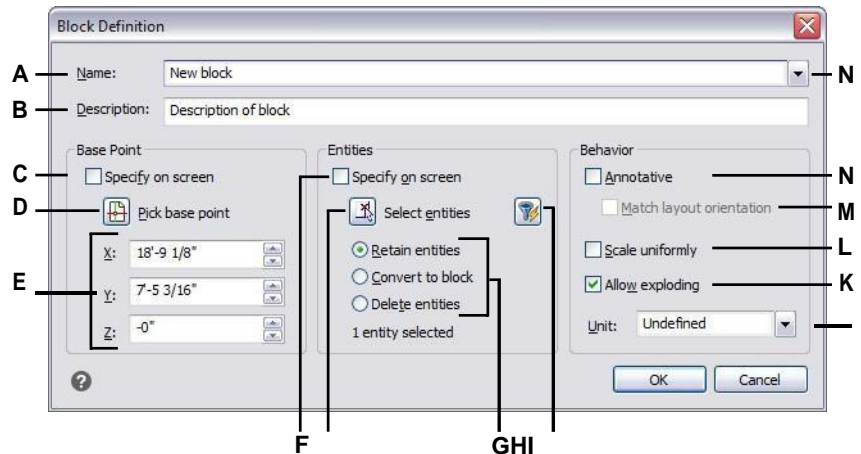 Block Definition
A Name: New block N
B Description: Description of block
Base Point Entities Behavior
C Specify on screen Specify on screen Annotative N
D Pick base point Select entities Match layout orientation M
E X: 18'-9 1/8" Retain entities Scale uniformly L
Y: 7'-5 3/16" Convert to block Allow exploding K
Z: -0" Delete entities Unit: Undefined
1 entity selected
? OK Cancel
F GHI